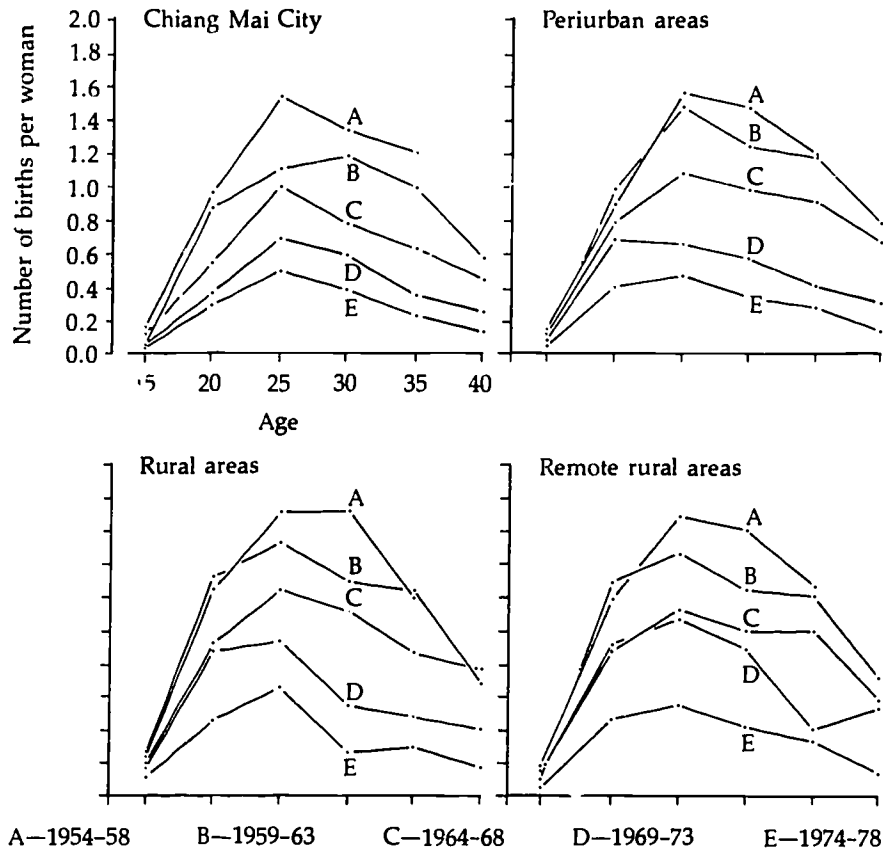 Chiang Mai City
Periurban areas
Number of births per woman
2.0
1.8
1.6
1.4
1.2
1.0
0.8
0.6
0.4
0.2
0.0
A
B
C
D
E
A
B
C
D
E
15 20 25 30 35 40
Age
Rural areas
Remote rural areas
A
B
C
D
E
A
B
C
D
E
A—1954–58 B—1959–63 C—1964–68 D—1969–73 E—1974–78